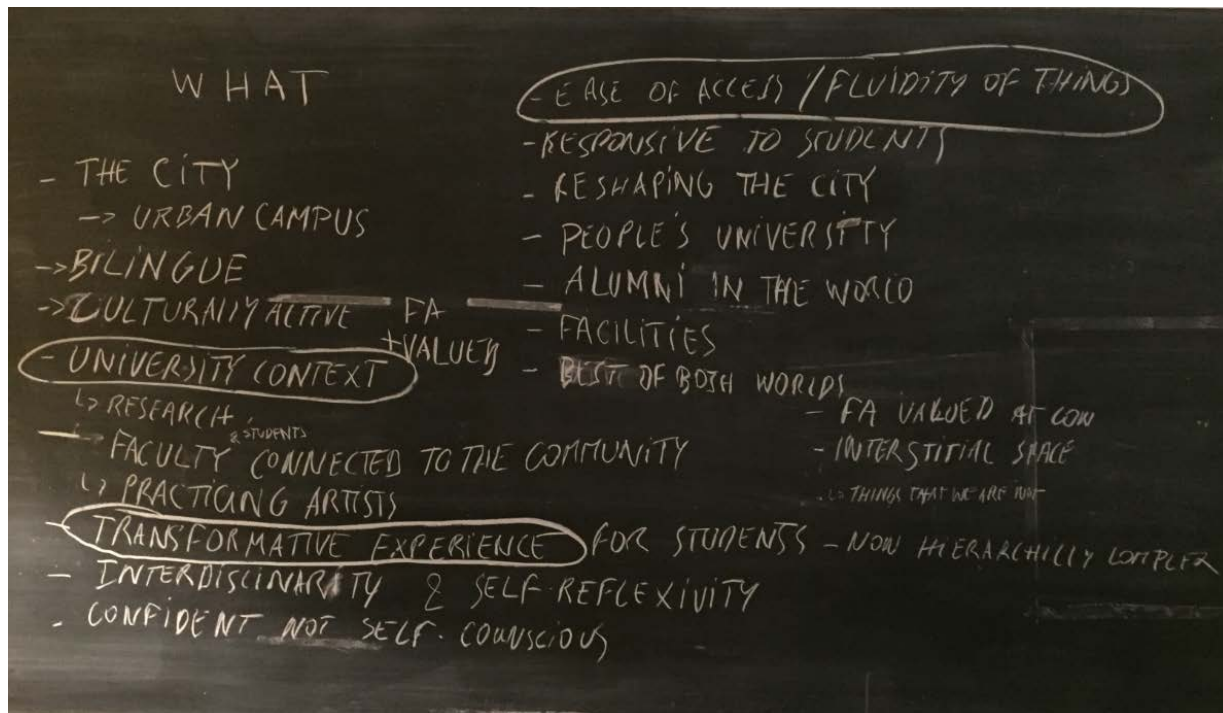 WHAT
- THE CITY
-> URBAN CAMPUS
-> BILINGUE
-> CULTURALLY ACTIVE
FA
+VALUED
- UNIVERSITY CONTEXT
↳ RESEARCH
& STUDENTS
- FACULTY CONNECTED TO THE COMMUNITY
↳ PRACTICING ARTISTS
- TRANSFORMATIVE EXPERIENCE FOR STUDENTS
- INTERDISCINARITY & SELF-REFLEXIVITY
- CONFIDENT NOT SELF-COUNSCIOUS
- EASE OF ACCESS / FLUIDITY OF THINGS
- RESPONSIVE TO STUDENTS
- RESHAPING THE CITY
- PEOPLE'S UNIVERSITY
- ALUMNI IN THE WORLD
- FACILITIES
- BEST OF BOTH WORLDS
- FA VALUED AT CON
- INTERSTITIAL SPACE
↳ THINGS THAT WE ARE NOT
- NON HIERARCHILLY COMPLEX